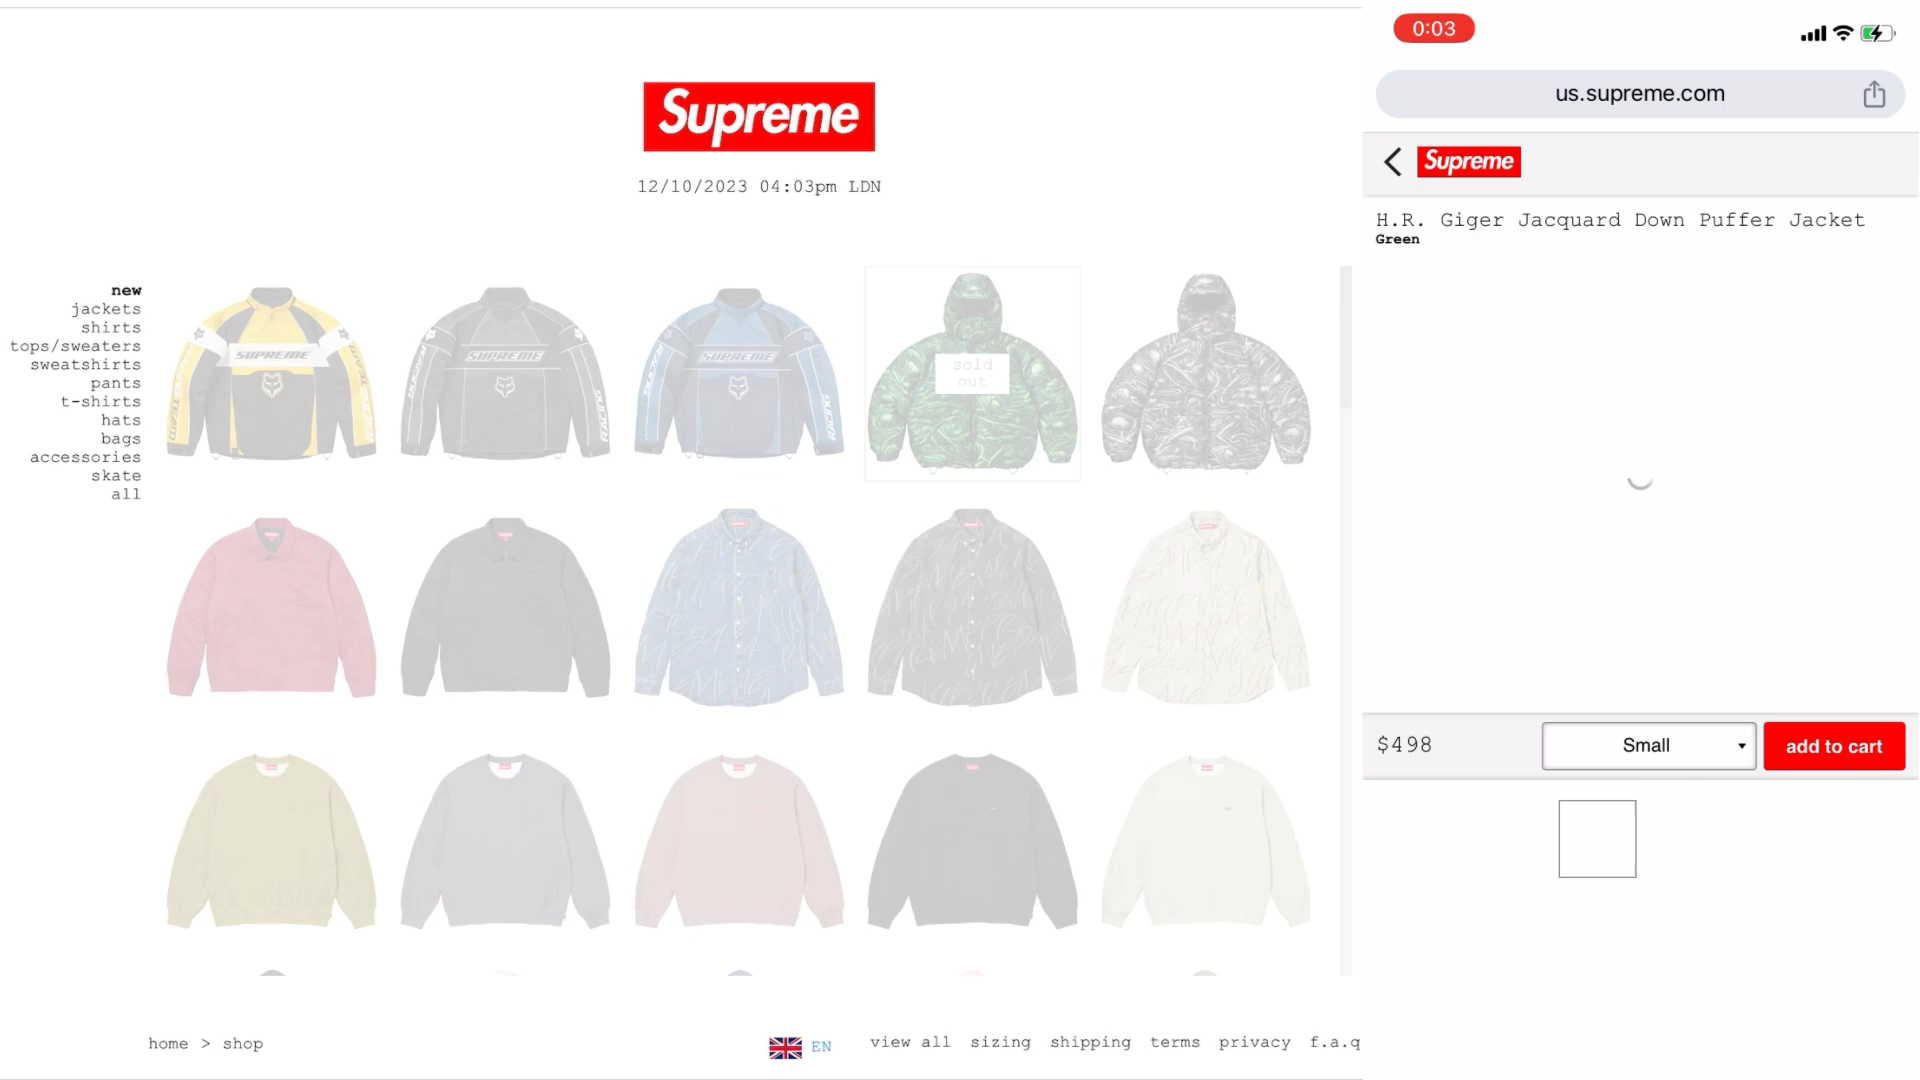 Supreme
12/10/2023 04:03pm LDN
new
jackets
shirts
tops/sweaters
sweatshirts
pants
t-shirts
hats
bags
accessories
skate
all
SUPREME
SUPREME
RACING
SUPREME
RACING
sold
out
home > shop
EN
view all sizing shipping terms privacy f.a.q
0:03
us.supreme.com
Supreme
H.R. Giger Jacquard Down Puffer Jacket
Green
$498
Small
add to cart